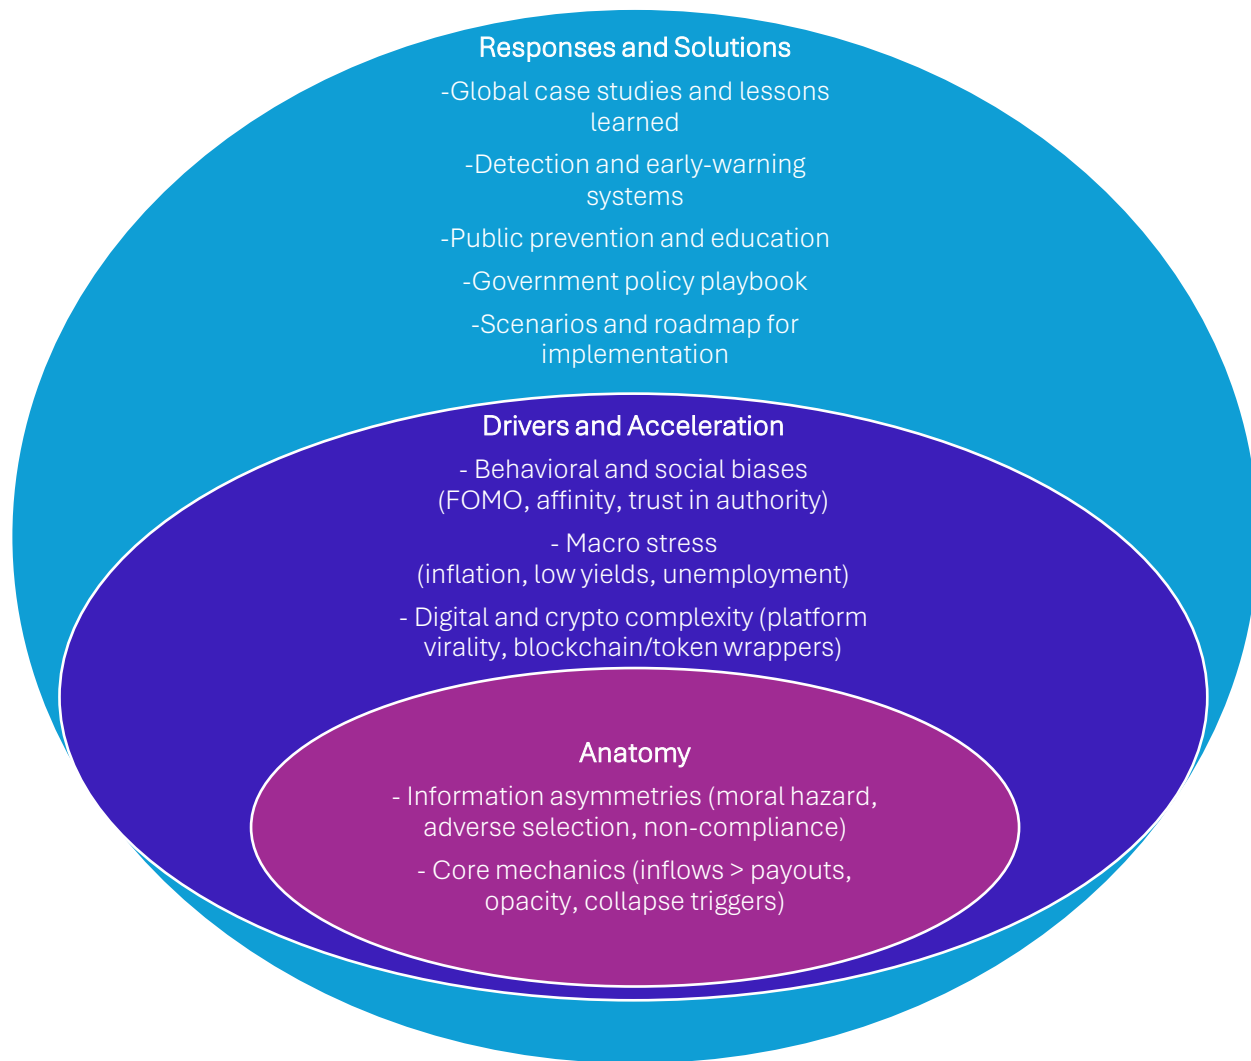 Responses and Solutions
-Global case studies and lessons
learned
-Detection and early-warning
systems
-Public prevention and education
-Government policy playbook
-Scenarios and roadmap for
implementation
Drivers and Acceleration
- Behavioral and social biases
(FOMO, affinity, trust in authority)
- Macro stress
(inflation, low yields, unemployment)
- Digital and crypto complexity (platform
virality, blockchain/token wrappers)
Anatomy
- Information asymmetries (moral hazard,
adverse selection, non-compliance)
- Core mechanics (inflows > payouts,
opacity, collapse triggers)